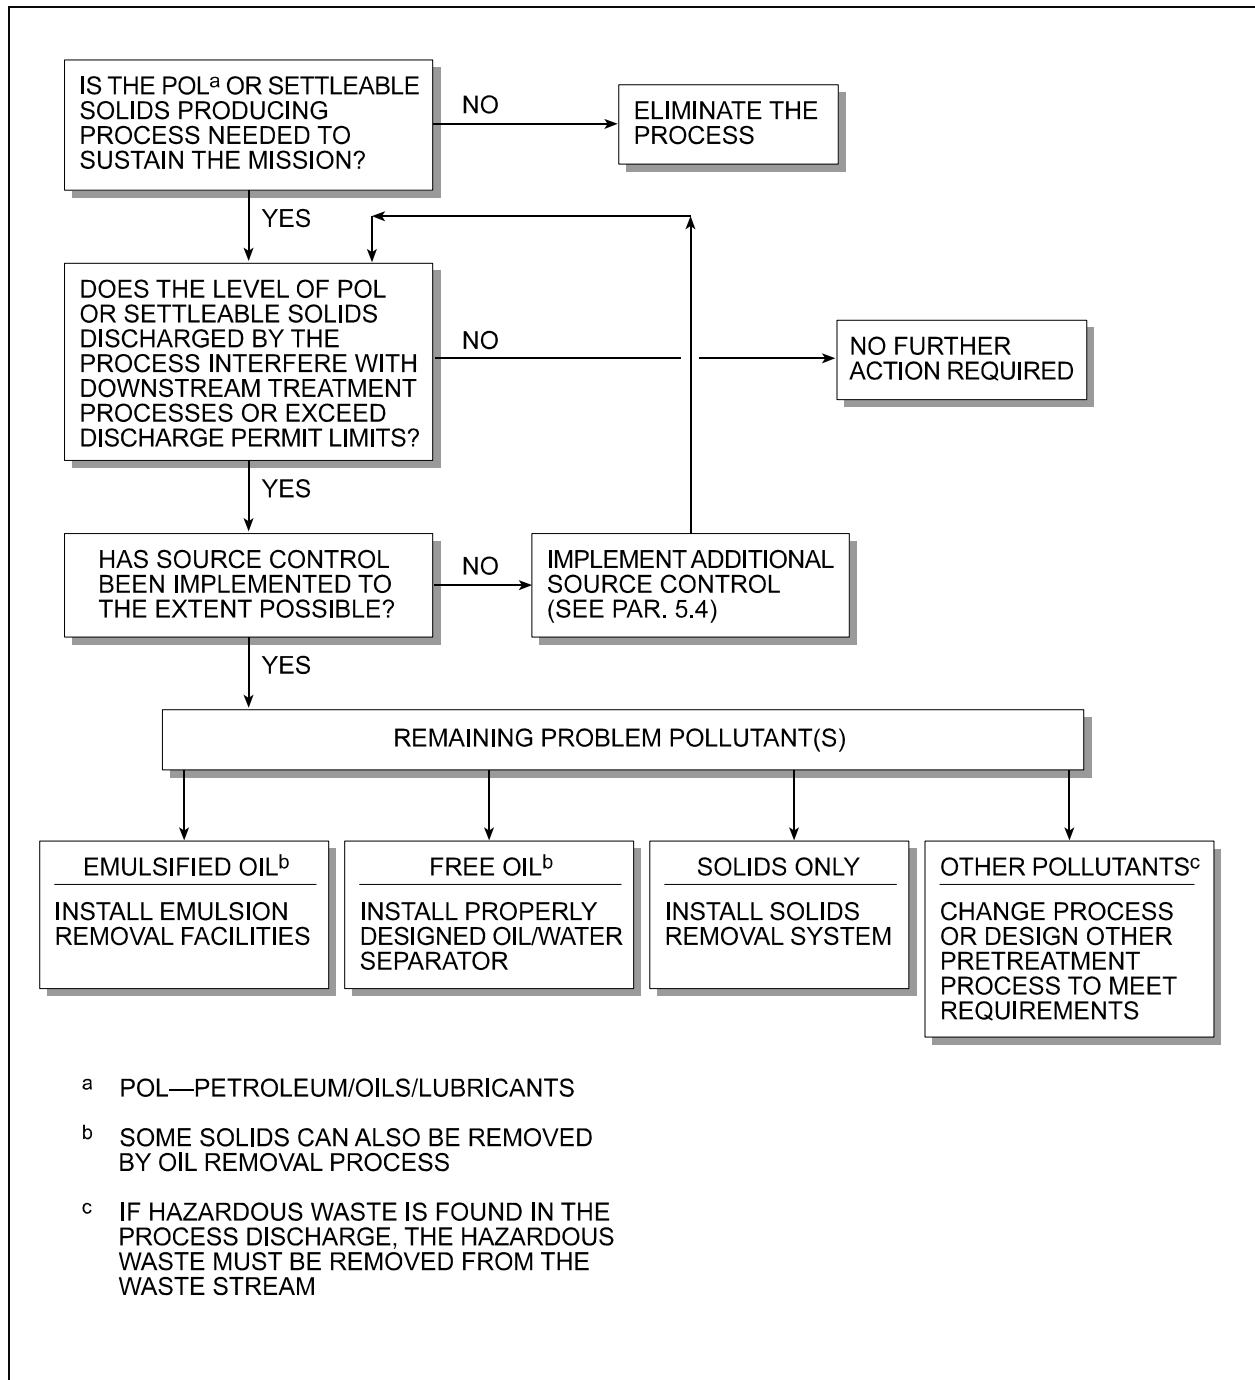 IS THE POLᵃ OR SETTLEABLE
SOLIDS PRODUCING
PROCESS NEEDED TO
SUSTAIN THE MISSION?
NO
ELIMINATE THE
PROCESS
YES
DOES THE LEVEL OF POL
OR SETTLEABLE SOLIDS
DISCHARGED BY THE
PROCESS INTERFERE WITH
DOWNSTREAM TREATMENT
PROCESSES OR EXCEED
DISCHARGE PERMIT LIMITS?
NO
NO FURTHER
ACTION REQUIRED
YES
HAS SOURCE CONTROL
BEEN IMPLEMENTED TO
THE EXTENT POSSIBLE?
NO
IMPLEMENT ADDITIONAL
SOURCE CONTROL
(SEE PAR. 5.4)
YES
REMAINING PROBLEM POLLUTANT(S)
EMULSIFIED OILᵇ
INSTALL EMULSION
REMOVAL FACILITIES
FREE OILᵇ
INSTALL PROPERLY
DESIGNED OIL/WATER
SEPARATOR
SOLIDS ONLY
INSTALL SOLIDS
REMOVAL SYSTEM
OTHER POLLUTANTSᶜ
CHANGE PROCESS
OR DESIGN OTHER
PRETREATMENT
PROCESS TO MEET
REQUIREMENTS
ᵃ POL—PETROLEUM/OILS/LUBRICANTS
ᵇ SOME SOLIDS CAN ALSO BE REMOVED
BY OIL REMOVAL PROCESS
ᶜ IF HAZARDOUS WASTE IS FOUND IN THE
PROCESS DISCHARGE, THE HAZARDOUS
WASTE MUST BE REMOVED FROM THE
WASTE STREAM